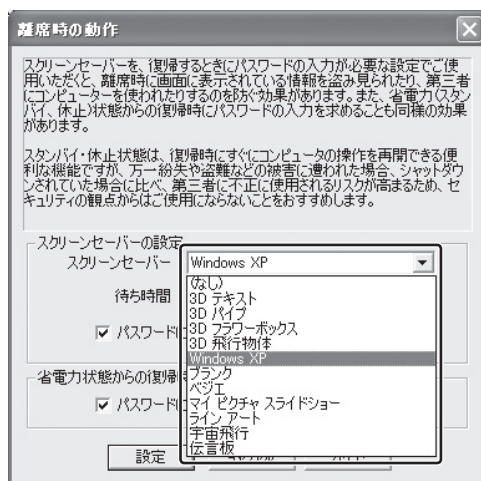 離席時の動作
スクリーンセーバーを、復帰するときにパスワードの入力が必要な設定でご使
用いただくと、離席時に画面に表示されている情報を盗み見られたり、第三者
にコンピューターを使われたりするのを防ぐ効果があります。また、省電力(スタン
バイ、休止)状態からの復帰時にパスワードの入力を求めることも同様の効果
があります。
スタンバイ・休止状態は、復帰時にすぐにコンピュータの操作を再開できる便
利な機能ですが、万一紛失や盗難などの被害に遭われた場合、シャットダウ
ンされていた場合に比べ、第三者に不正に使用されるリスクが高まるため、セ
キュリティの観点からはご使用にならないことをおすすめします。
スクリーンセーバーの設定
スクリーンセーバー
Windows XP
待ち時間
(なし)
3D テキスト
3D パイプ
パスワード
3D フラワーボックス
3D 飛行物体
Windows XP
省電力状態からの復帰
ブランク
ベジエ
パスワード
マイ ピクチャ スライドショー
ライン アート
宇宙飛行
伝言板
設定